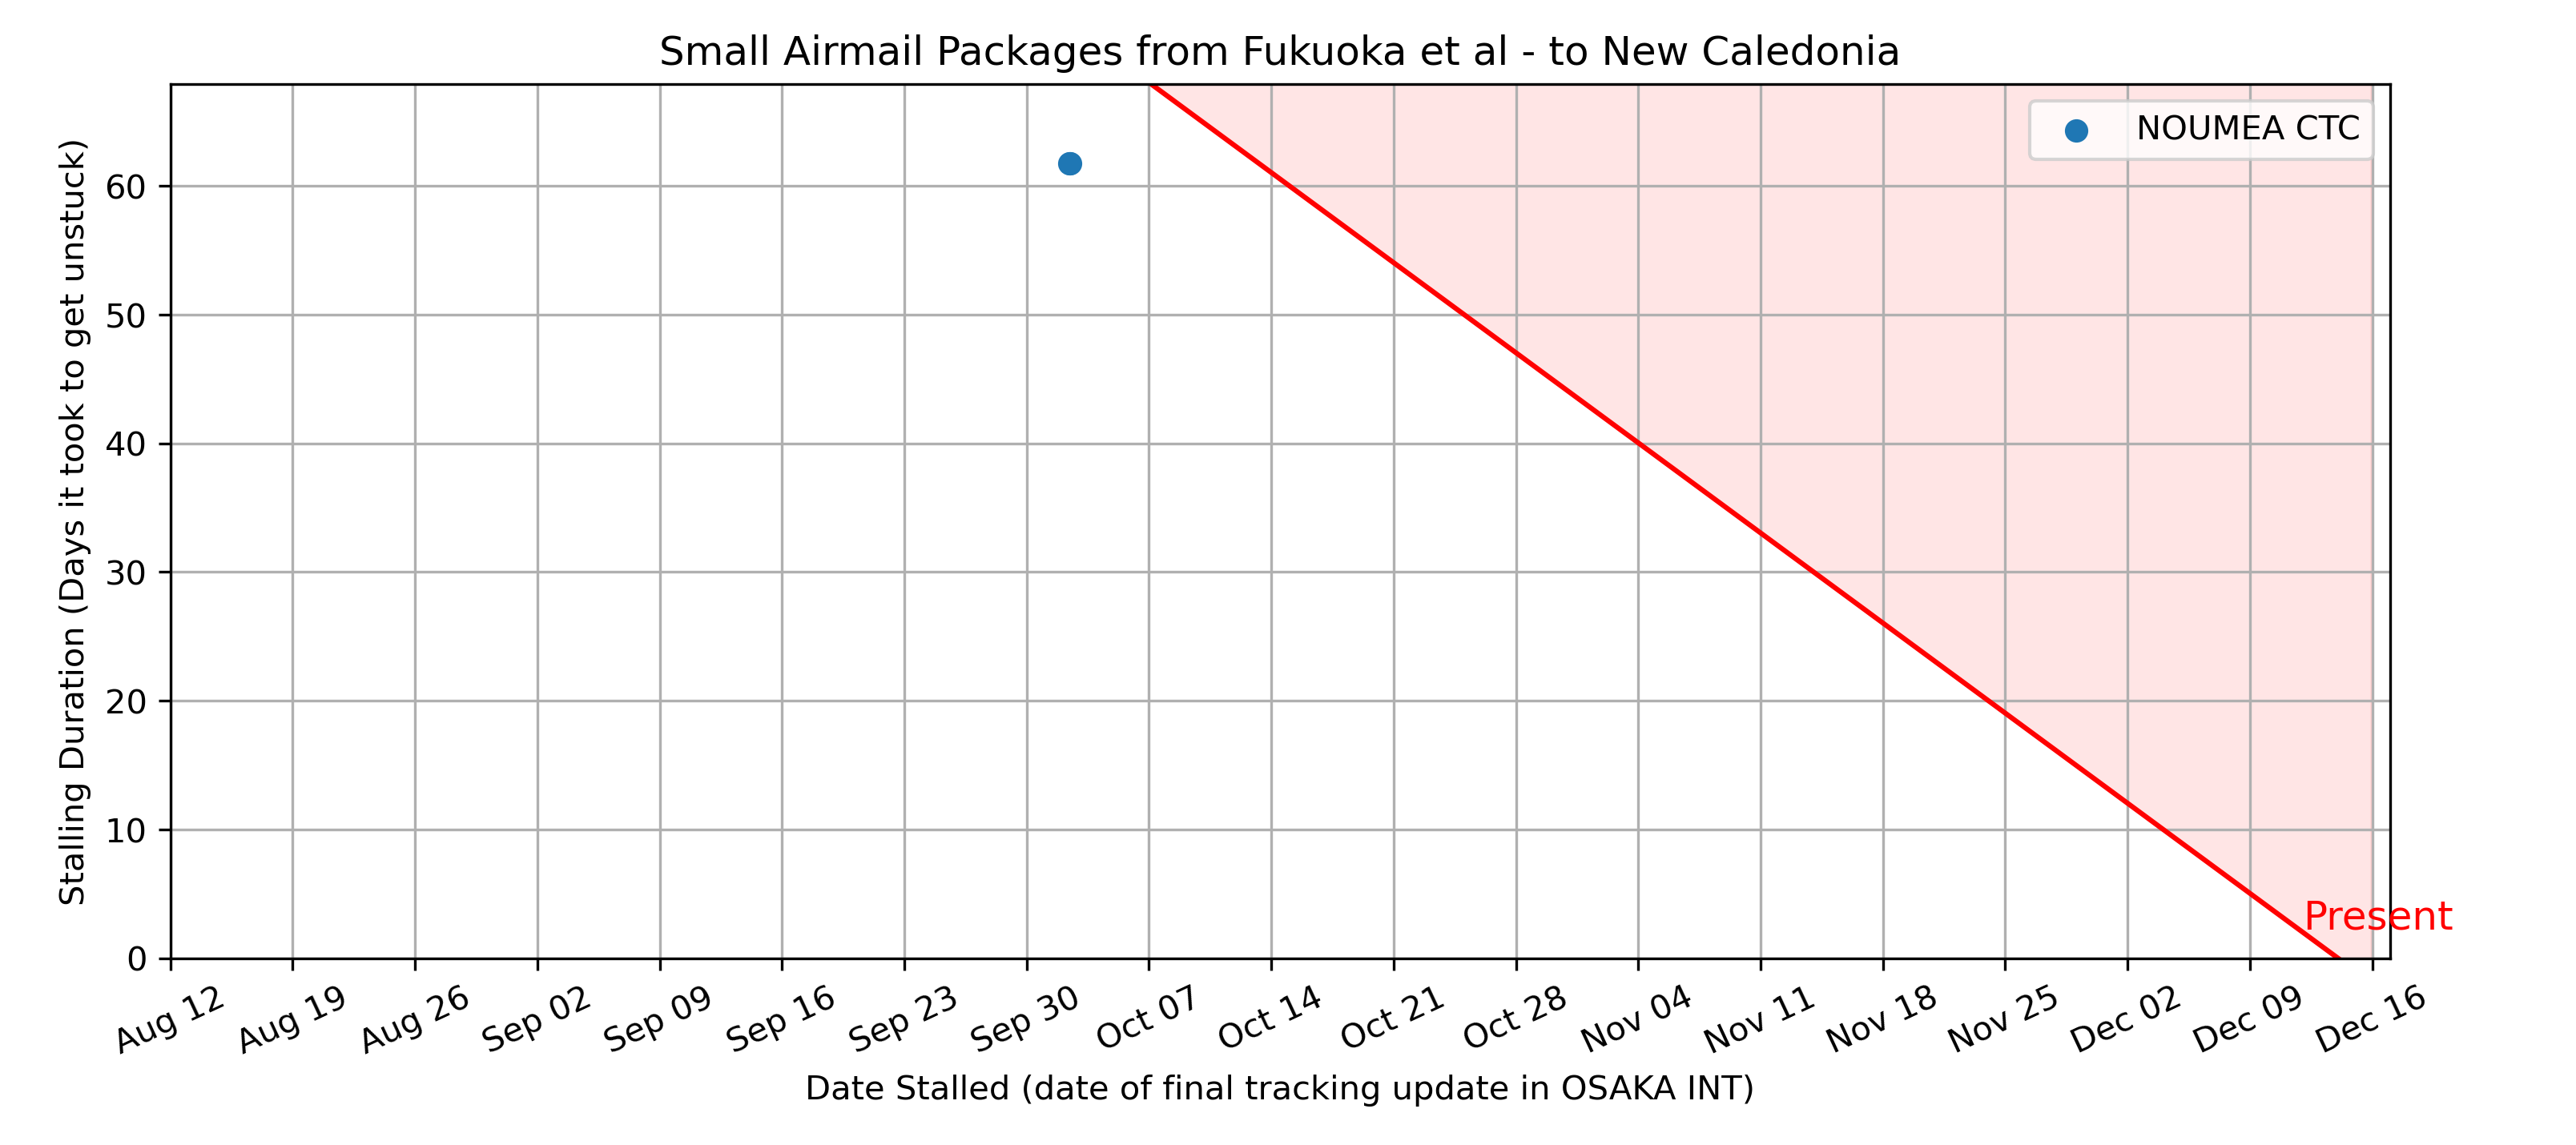 Small Airmail Packages from Fukuoka et al - to New Caledonia
NOUMEA CTC
Stalling Duration (Days it took to get unstuck)
60
50
40
30
20
10
0
Present
Aug 12
Aug 19
Aug 26
Sep 02
Sep 09
Sep 16
Sep 23
Sep 30
Oct 07
Oct 14
Oct 21
Oct 28
Nov 04
Nov 11
Nov 18
Nov 25
Dec 02
Dec 09
Dec 16
Date Stalled (date of final tracking update in OSAKA INT)